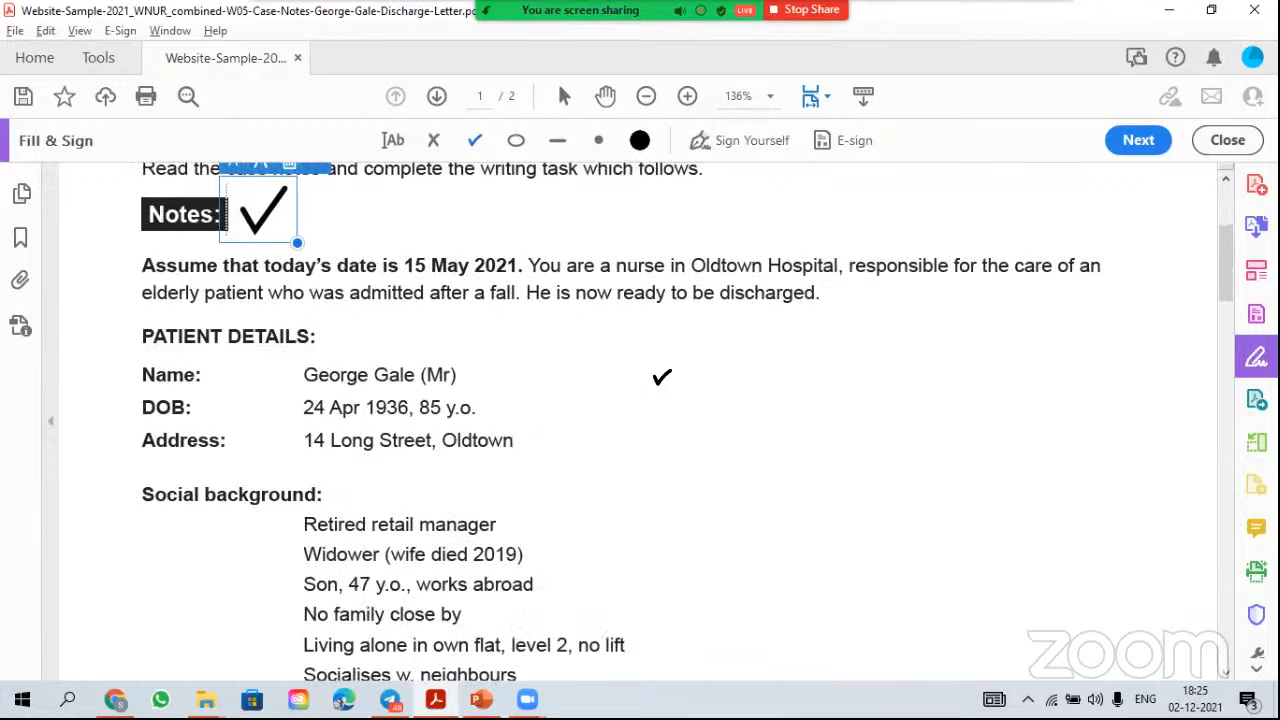 Website-Sample-2021_WNUR_combined-W05-Case-Notes-George-Gale-Discharge-Letter.pd
You are screen sharing
LIVE
Stop Share
File Edit View E-Sign Window Help
Home Tools Website-Sample-20...
1 / 2 136%
Fill & Sign
Ab
Sign Yourself
E-sign
Next
Close
Read the case notes and complete the writing task which follows.
Notes:
Assume that today's date is 15 May 2021. You are a nurse in Oldtown Hospital, responsible for the care of an
elderly patient who was admitted after a fall. He is now ready to be discharged.
PATIENT DETAILS:
Name: George Gale (Mr)
DOB: 24 Apr 1936, 85 y.o.
Address: 14 Long Street, Oldtown
Social background:
Retired retail manager
Widower (wife died 2019)
Son, 47 y.o., works abroad
No family close by
Living alone in own flat, level 2, no lift
Socialises w. neighbours
zoom
ENG
18:25
02-12-2021
3